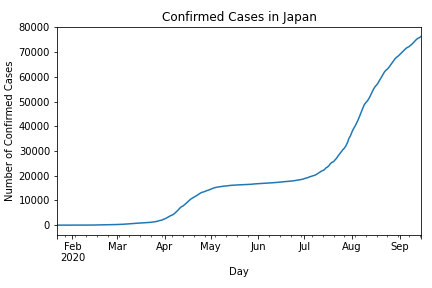 Confirmed Cases in Japan
Number of Confirmed Cases
80000
70000
60000
50000
40000
30000
20000
10000
0
Feb Mar Apr May Jun Jul Aug Sep
2020
Day